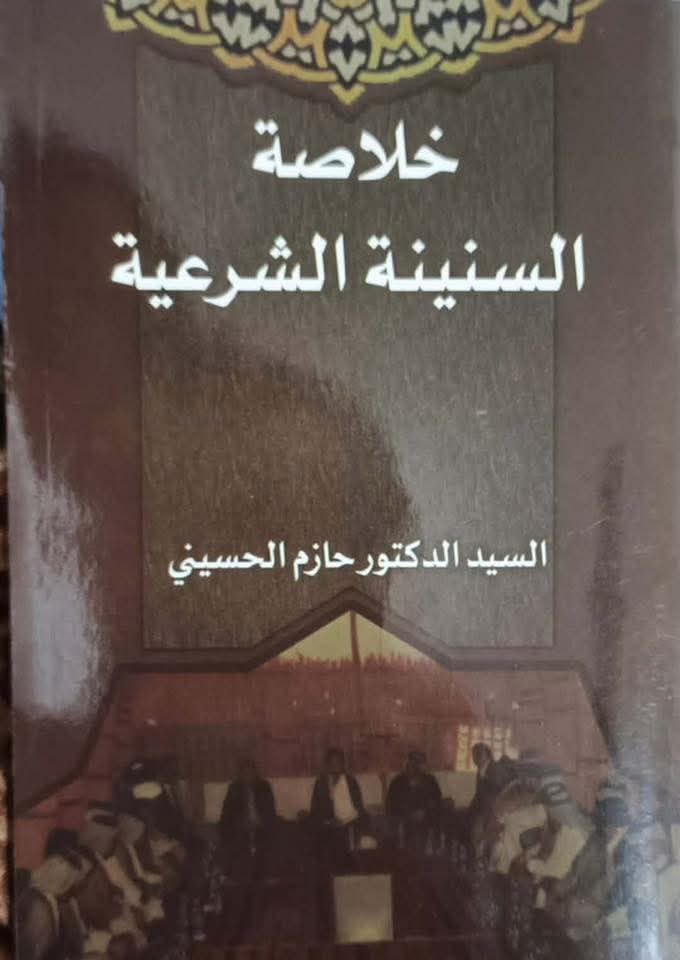 خلاصة
السنينة الشرعية
السيد الدكتور حازم الحسيني